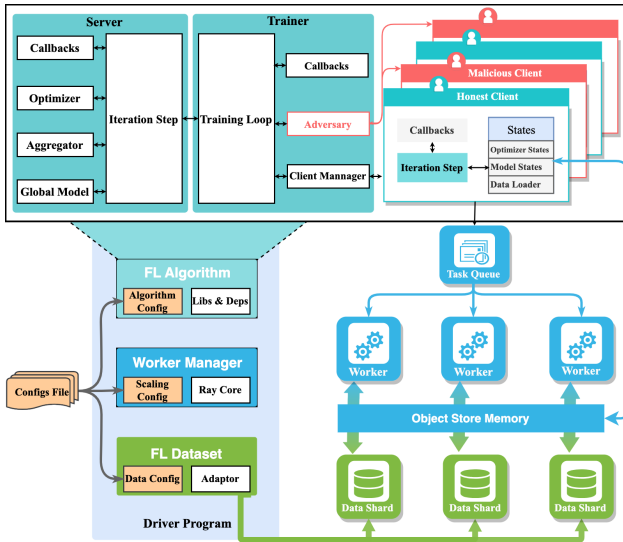 Server
Trainer
Callbacks
Optimizer
Aggregator
Global Model
Iteration Step
Training Loop
Callbacks
Adversary
Client Mannager
Malicious Client
Honest Client
Callbacks
Iteration Step
States
Optimizer States
Model States
Data Loader
Task Queue
FL Algorithm
Algorithm
Config
Libs & Deps
Worker Manager
Scaling
Config
Ray Core
FL Dataset
Data Config
Adaptor
Driver Program
Configs File
Worker
Worker
Worker
Object Store Memory
Data Shard
Data Shard
Data Shard